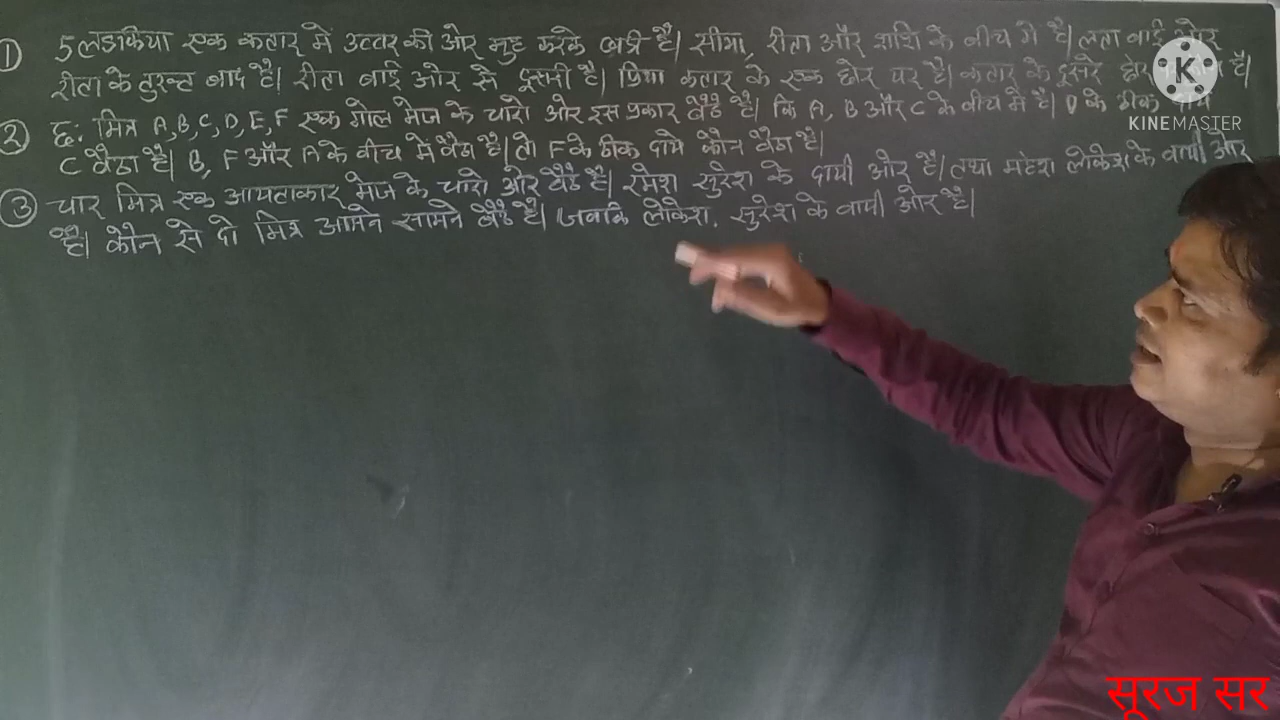 ① 5 लडकिया एक कतार में उत्तर की ओर मुह करके खडी है। सीमा, रीता और शशि के बीच में है। लता बाई ओर
रीता के तुरन्त बाद है। रीता बाई ओर से दूसरी है। प्रिया कतार के एक छोर पर है। कतार के दूसरे छोर है।
② छः मित्र A, B, C, D, E, F एक गोल मेज के चारो ओर इस प्रकार बैठे है। कि A, B और C के बीच में है। D के ठीक
C बैठा है। B, F और A के बीच में बैठा है। तो F के ठीक दाये कौन बैठा है।
③ चार मित्र एक आयताकार मेज के चारो ओर बैठे है। रमेश सुरेश के दायी ओर है। तथा महेश लोकेश के बायी ओर
है। कौन से दो मित्र आमने सामने बैठे है। जबकि लोकेश, सुरेश के बायी ओर है।
K
KINEMASTER
सूरज सर